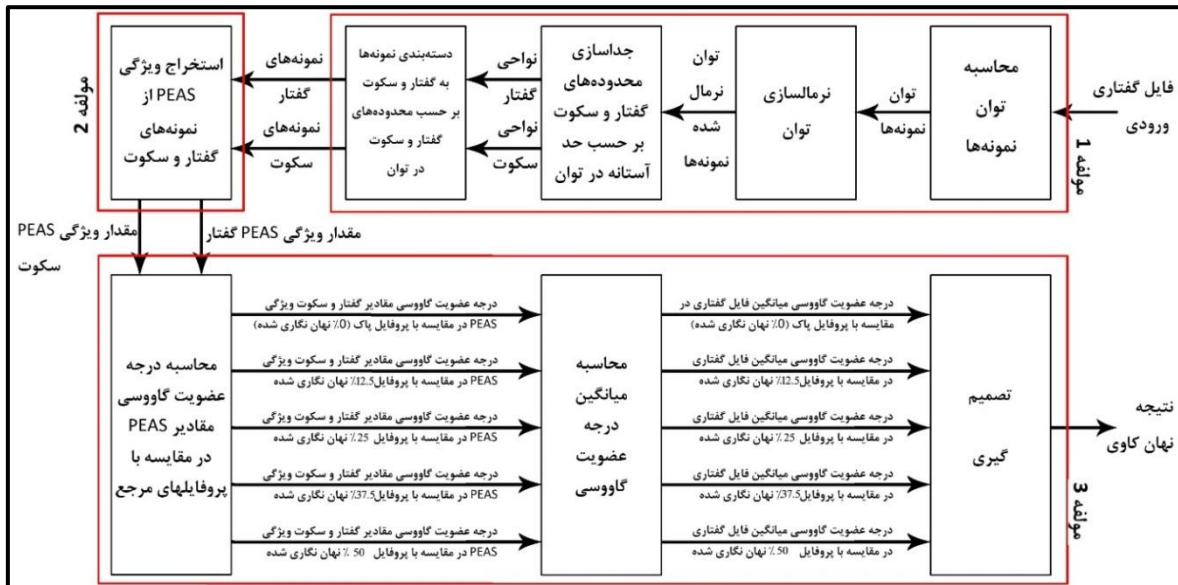 فایل گفتاری
ورودی
مولفه 1
محاسبه
توان
نمونه‌ها
توان
نمونه‌ها
نرمالسازی
توان
توان
نرمال
شده
نمونه‌ها
جداسازی
محدوده‌های
گفتار و سکوت
بر حسب حد
آستانه در توان
نواحی
گفتار
نواحی
سکوت
دسته‌بندی نمونه‌ها
به گفتار و سکوت
بر حسب محدوده‌های
گفتار و سکوت
در توان
نمونه‌های
گفتار
نمونه‌های
سکوت
مولفه 2
استخراج ویژگی
PEAS از
نمونه‌های
گفتار و سکوت
مقدار ویژگی PEAS گفتار
مقدار ویژگی PEAS
سکوت
مولفه 3
محاسبه درجه
عضویت گاووسی
مقادیر PEAS
در مقایسه با
پروفایلهای مرجع
درجه عضویت گاووسی مقادیر گفتار و سکوت ویژگی
PEAS در مقایسه با پروفایل پاک (0٪ نهان نگاری شده)
درجه عضویت گاووسی مقادیر گفتار و سکوت ویژگی
PEAS در مقایسه با پروفایل12.5٪ نهان نگاری شده
درجه عضویت گاووسی مقادیر گفتار و سکوت ویژگی
PEAS در مقایسه با پروفایل 25٪ نهان نگاری شده
درجه عضویت گاووسی مقادیر گفتار و سکوت ویژگی
PEAS در مقایسه با پروفایل37.5٪ نهان نگاری شده
درجه عضویت گاووسی مقادیر گفتار و سکوت ویژگی
PEAS در مقایسه با پروفایل 50 ٪ نهان نگاری شده
محاسبه
میانگین
درجه
عضویت
گاووسی
درجه عضویت گاووسی میانگین فایل گفتاری در
مقایسه با پروفایل پاک (0٪ نهان نگاری شده)
درجه عضویت گاووسی میانگین فایل گفتاری
در مقایسه با پروفایل12.5٪ نهان نگاری شده
درجه عضویت گاووسی میانگین فایل گفتاری
در مقایسه با پروفایل 25٪ نهان نگاری شده
درجه عضویت گاووسی میانگین فایل گفتاری
در مقایسه با پروفایل37.5٪ نهان نگاری شده
درجه عضویت گاووسی میانگین فایل گفتاری
در مقایسه با پروفایل 50 ٪ نهان نگاری شده
تصمیم
گیری
نتیجه
نهان کاوی